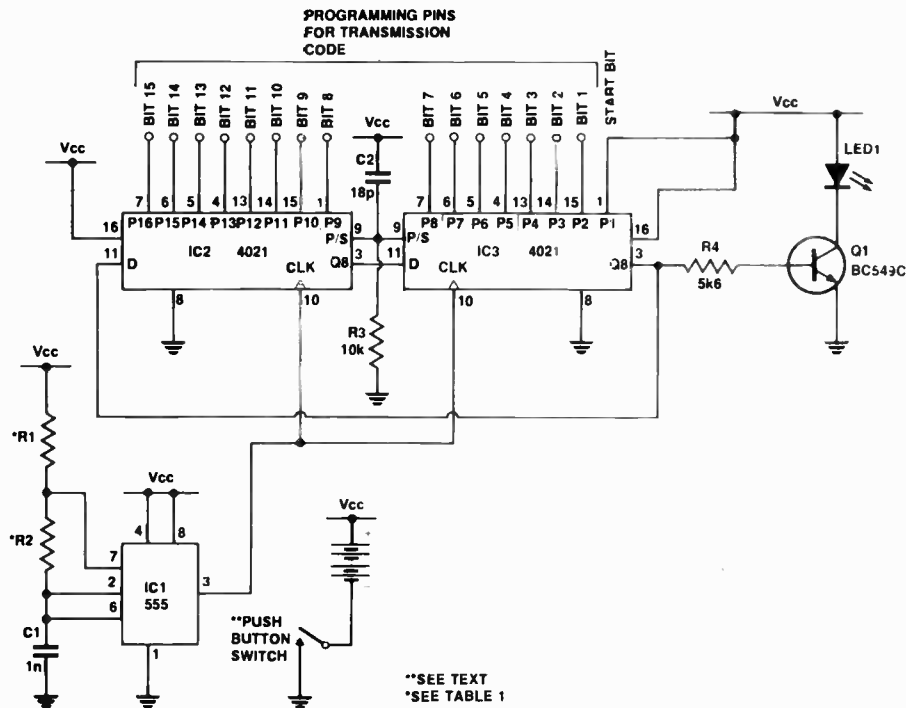 PROGRAMMING PINS
FOR TRANSMISSION
CODE
BIT 15
BIT 14
BIT 13
BIT 12
BIT 11
BIT 10
BIT 9
BIT 8
BIT 7
BIT 6
BIT 5
BIT 4
BIT 3
BIT 2
BIT 1
START BIT
Vcc
Vcc
Vcc
C2
18p
LED1
7 6 5 4 13 14 15 1
P16 P15 P14 P13 P12 P11 P10 P9
16
11
D
IC2 4021
CLK
P/S
Q8
9
3
10
8
7 6 5 4 13 14 15 1
P8 P7 P6 P5 P4 P3 P2 P1
9
11
P/S
D
IC3 4021
CLK
Q8
16
3
10
8
R4
5k6
Q1
BC549C
R3
10k
Vcc
*R1
*R2
C1
1n
Vcc
4 8
7
2
6
3
1
IC1
555
Vcc
+
**PUSH
BUTTON
SWITCH
**SEE TEXT
*SEE TABLE 1